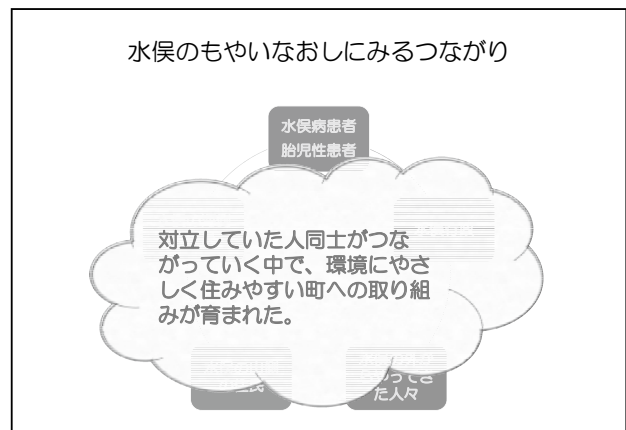 水俣のもやいなおしにみるつながり
水俣病患者
胎児性患者
対立していた人同士がつな
がっていく中で、環境にやさ
しく住みやすい町への取り組
みが育まれた。
た人々